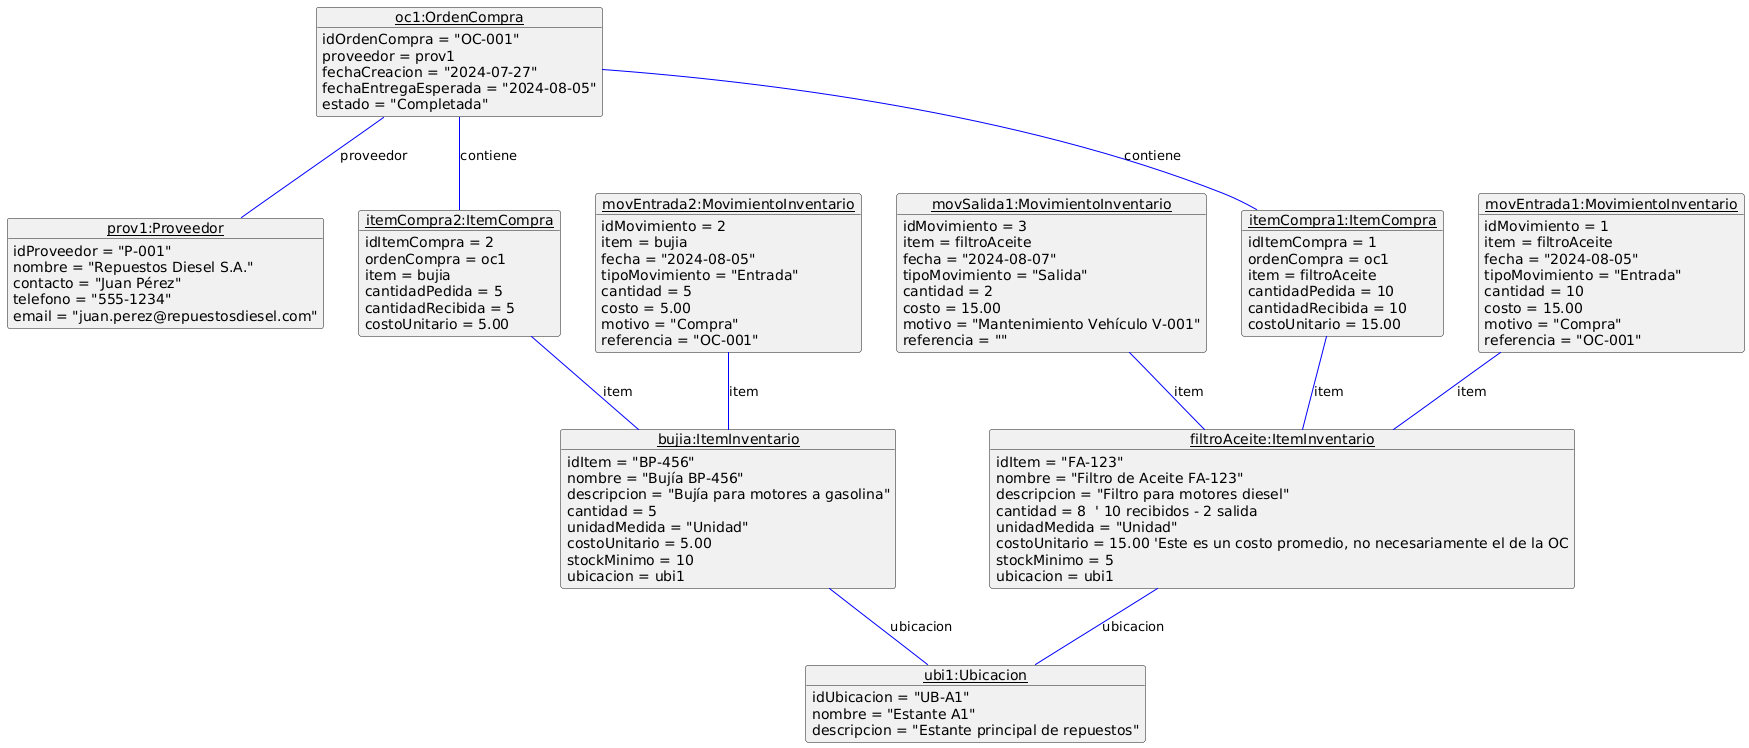 oc1:OrdenCompra
idOrdenCompra = "OC-001"
proveedor = prov1
fechaCreacion = "2024-07-27"
fechaEntregaEsperada = "2024-08-05"
estado = "Completada"
proveedor
contiene
contiene
prov1:Proveedor
idProveedor = "P-001"
nombre = "Repuestos Diesel S.A."
contacto = "Juan Pérez"
telefono = "555-1234"
email = "juan.perez@repuestosdiesel.com"
itemCompra2:ItemCompra
idItemCompra = 2
ordenCompra = oc1
item = bujia
cantidadPedida = 5
cantidadRecibida = 5
costoUnitario = 5.00
movEntrada2:MovimientoInventario
idMovimiento = 2
item = bujia
fecha = "2024-08-05"
tipoMovimiento = "Entrada"
cantidad = 5
costo = 5.00
motivo = "Compra"
referencia = "OC-001"
movSalida1:MovimientoInventario
idMovimiento = 3
item = filtroAceite
fecha = "2024-08-07"
tipoMovimiento = "Salida"
cantidad = 2
costo = 15.00
motivo = "Mantenimiento Vehículo V-001"
referencia = ""
itemCompra1:ItemCompra
idItemCompra = 1
ordenCompra = oc1
item = filtroAceite
cantidadPedida = 10
cantidadRecibida = 10
costoUnitario = 15.00
movEntrada1:MovimientoInventario
idMovimiento = 1
item = filtroAceite
fecha = "2024-08-05"
tipoMovimiento = "Entrada"
cantidad = 10
costo = 15.00
motivo = "Compra"
referencia = "OC-001"
item
item
item
item
item
bujia:ItemInventario
idItem = "BP-456"
nombre = "Bujía BP-456"
descripcion = "Bujía para motores a gasolina"
cantidad = 5
unidadMedida = "Unidad"
costoUnitario = 5.00
stockMinimo = 10
ubicacion = ubi1
filtroAceite:ItemInventario
idItem = "FA-123"
nombre = "Filtro de Aceite FA-123"
descripcion = "Filtro para motores diesel"
cantidad = 8  ' 10 recibidos - 2 salida
unidadMedida = "Unidad"
costoUnitario = 15.00 'Este es un costo promedio, no necesariamente el de la OC
stockMinimo = 5
ubicacion = ubi1
ubicacion
ubicacion
ubi1:Ubicacion
idUbicacion = "UB-A1"
nombre = "Estante A1"
descripcion = "Estante principal de repuestos"